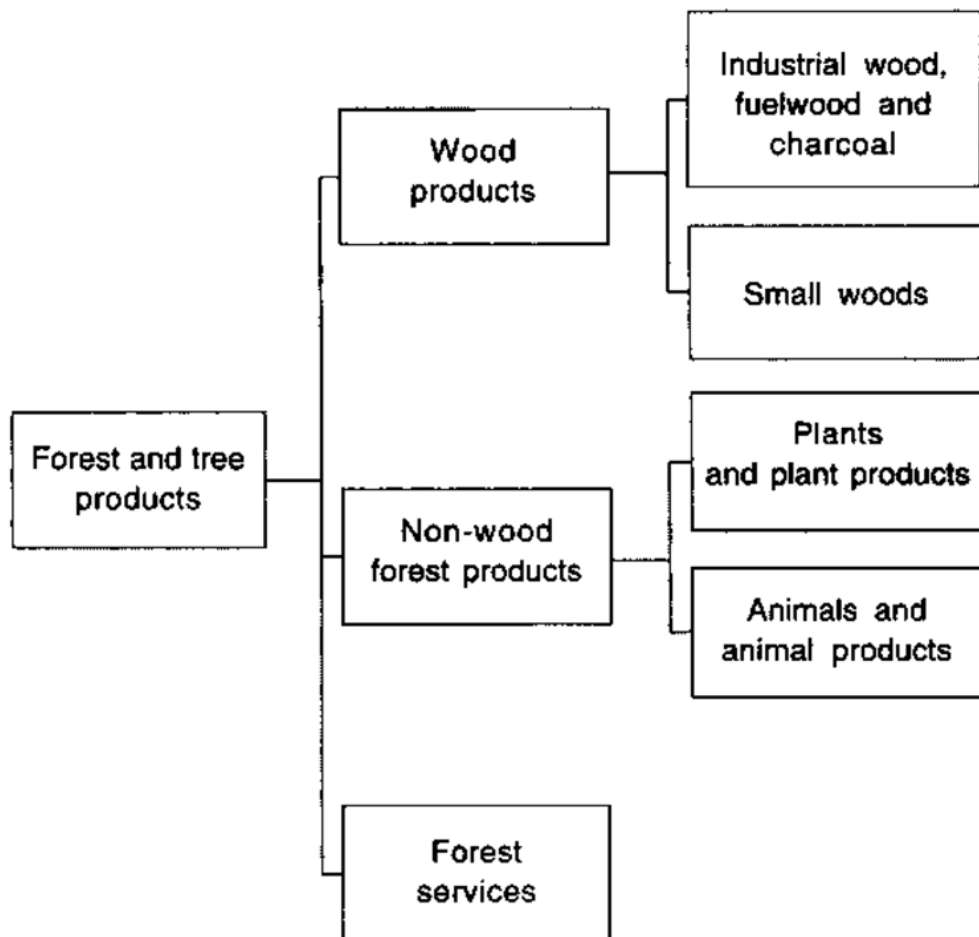 Industrial wood,
fuelwood and
charcoal
Wood
products
Small woods
Forest and tree
products
Plants
and plant products
Non-wood
forest products
Animals and
animal products
Forest
services